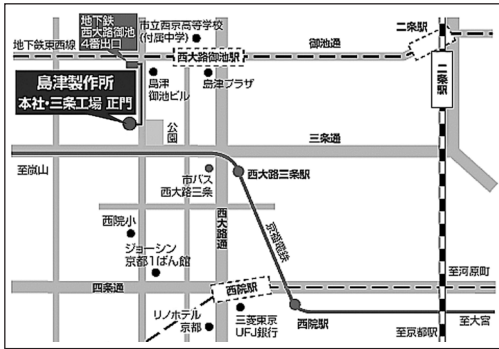 地下鉄
西大路御池
4番出口
市立西京高等学校
(付属中学)
二条駅
地下鉄東西線
西大路御池駅
御池通
島津製作所
本社・三条工場 正門
島津
御池ビル
島津プラザ
二条駅
公園
三条通
至嵐山
市バス
西大路三条
西大路三条駅
西院小
西大路通
京福電鉄
ジョーシン
京都1ばん館
至河原町
四条通
西院駅
リノホテル
京都
三菱東京
UFJ銀行
西院駅
至京都駅
至大宮